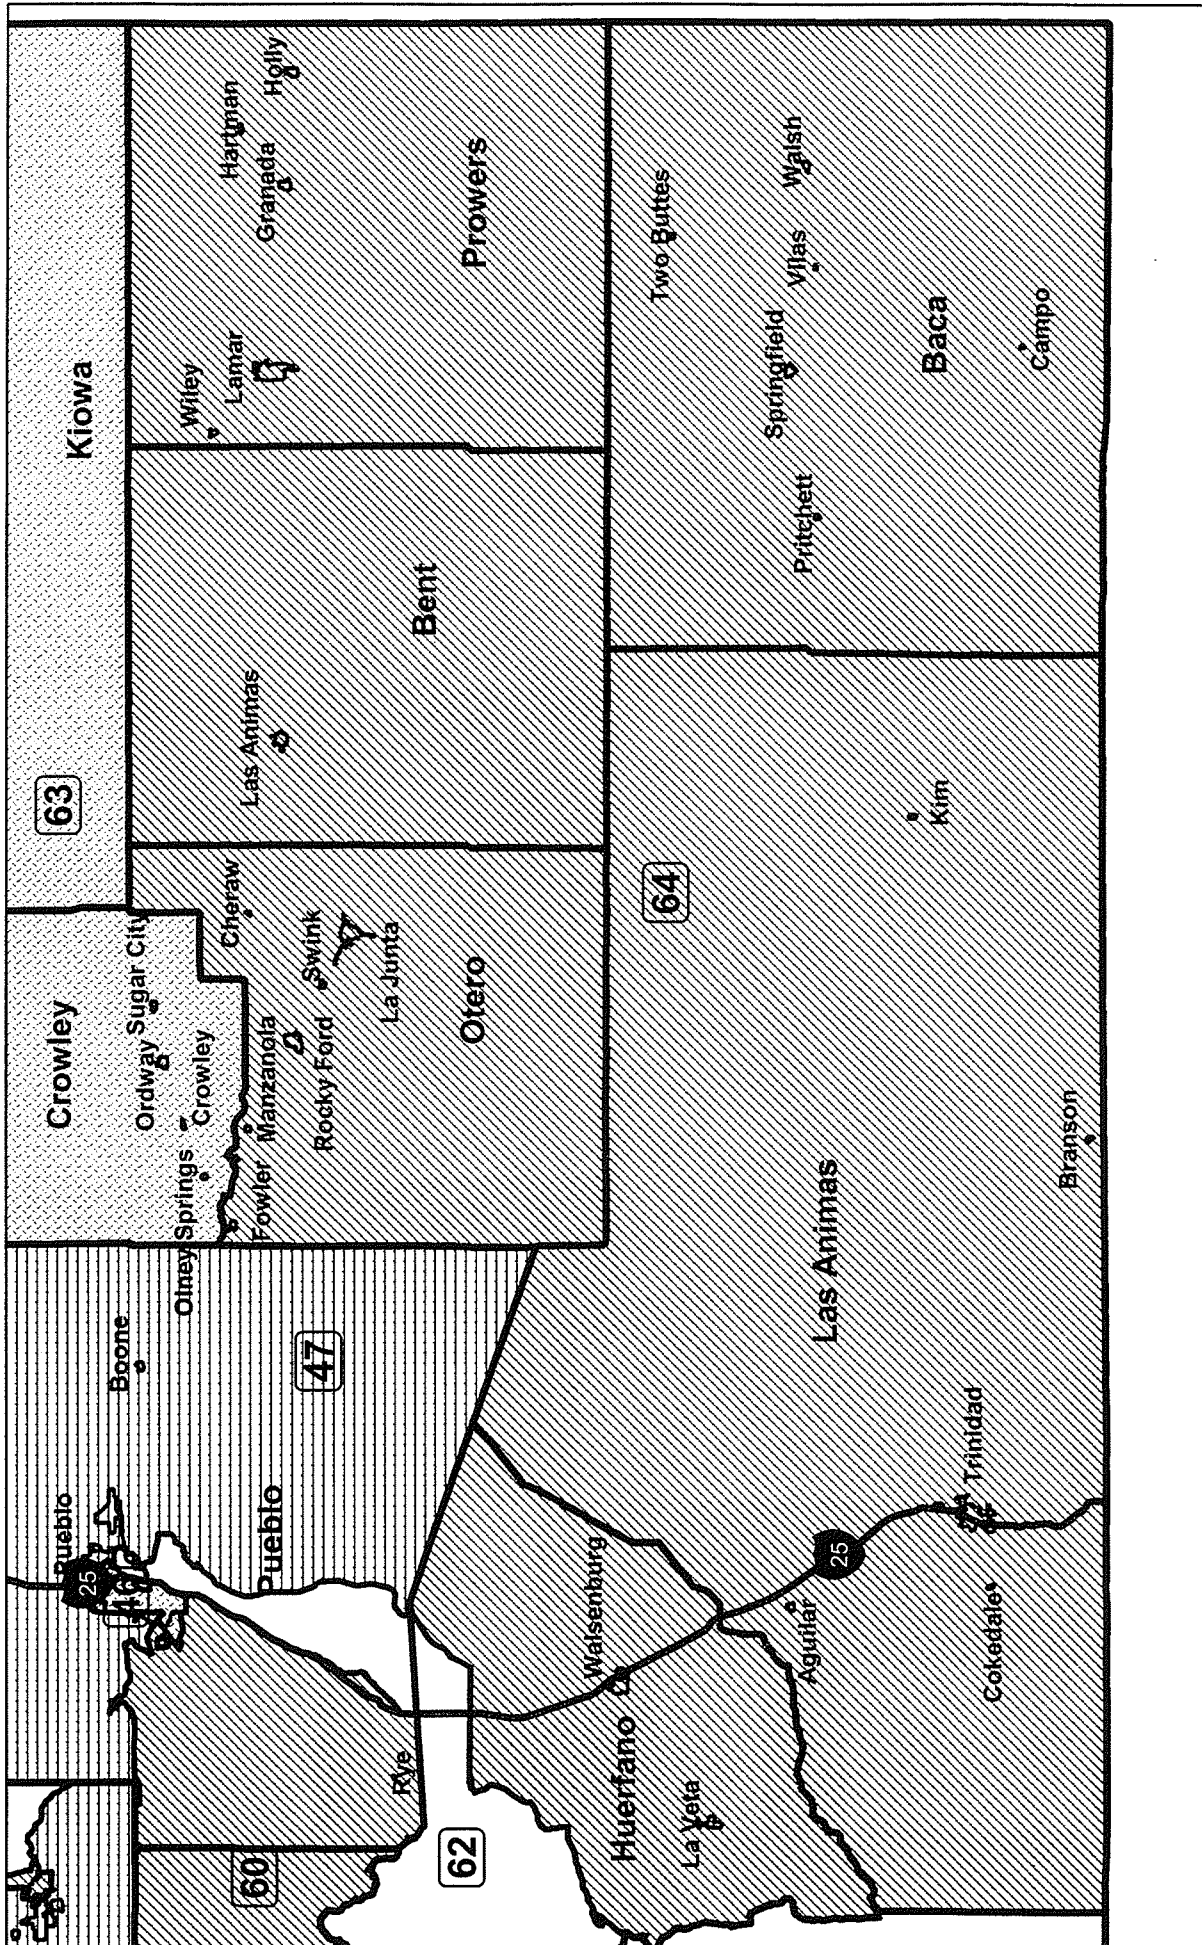 Kiowa
63
Crowley
Sugar City
Ordway
Crowley
Olney Springs
Hartman
Holly
Granada
Wiley
Lamar
Prowers
Bent
Las Animas
Cheraw
Swink
La Junta
Manzanola
Rocky Ford
Fowler
Otero
Boone
47
Pueblo
25
46
Pueblo
Rye
60
62
64
Two Buttes
Walsh
Vilas
Springfield
Pritchett
Baca
Campo
Kim
Branson
Las Animas
Trinidad
25
Aguilar
Cokedale
Walsenburg
Huerfano
La Veta